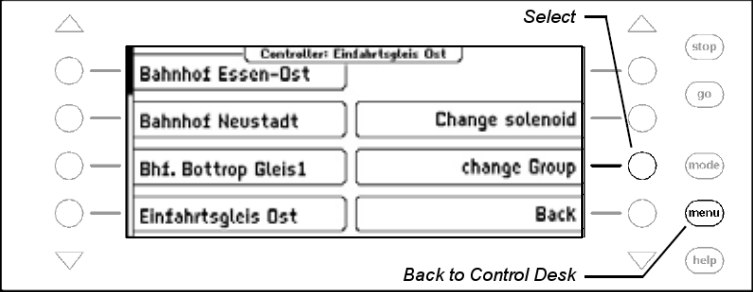 Select
stop
Controller: Einfahrtsgleis Ost
Bahnhof Essen-Ost
go
Bahnhof Neustadt
Change solenoid
Bhf. Bottrop Gleis1
change Group
mode
Einfahrtsgleis Ost
Back
menu
help
Back to Control Desk